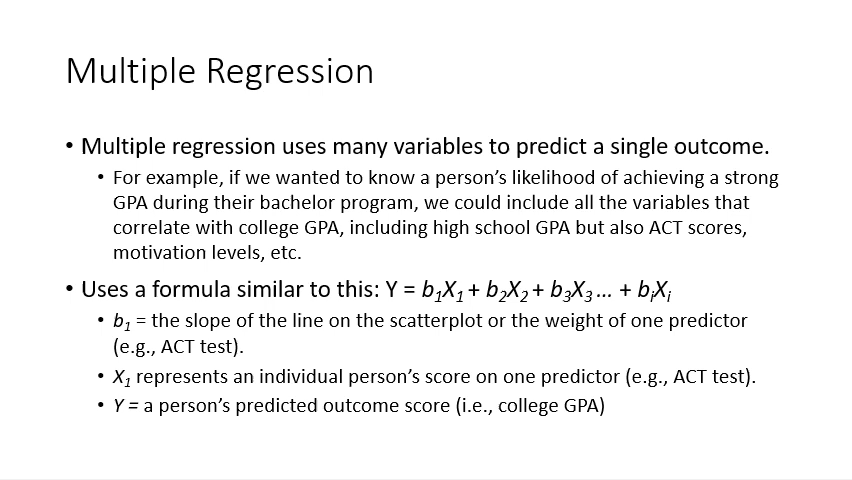 Multiple Regression
• Multiple regression uses many variables to predict a single outcome.
• For example, if we wanted to know a person’s likelihood of achieving a strong
GPA during their bachelor program, we could include all the variables that
correlate with college GPA, including high school GPA but also ACT scores,
motivation levels, etc.
• Uses a formula similar to this: Y = b₁X₁ + b₂X₂ + b₃X₃ … + bᵢXᵢ
• b₁ = the slope of the line on the scatterplot or the weight of one predictor
(e.g., ACT test).
• X₁ represents an individual person’s score on one predictor (e.g., ACT test).
• Y = a person’s predicted outcome score (i.e., college GPA)